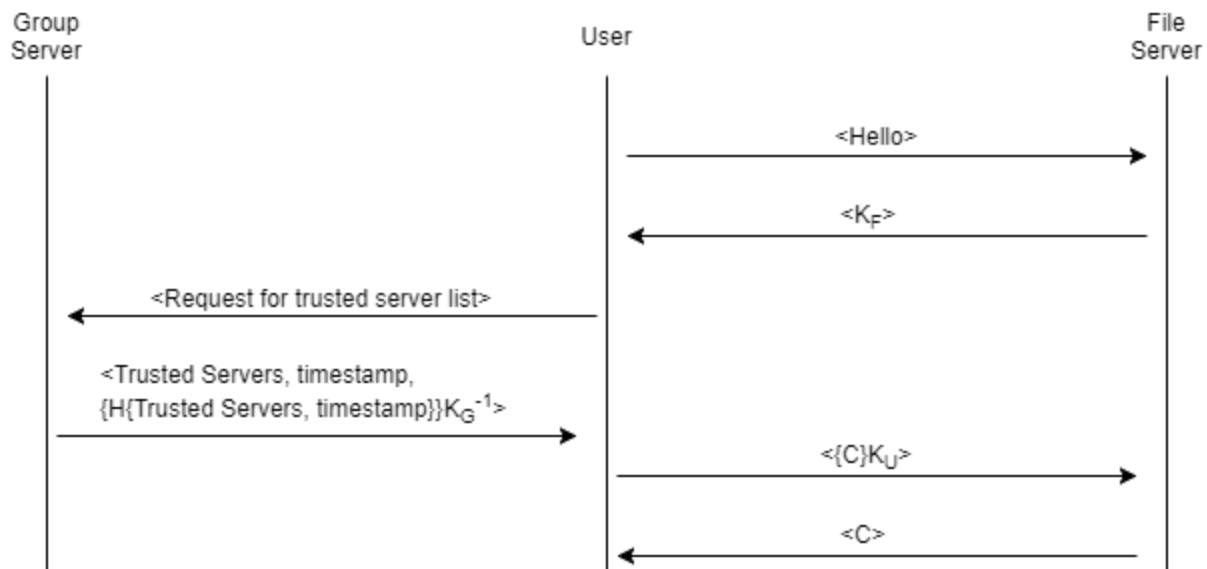 Group
Server
User
File
Server
<Hello>
<K_F>
<Request for trusted server list>
<Trusted Servers, timestamp,
{H{Trusted Servers, timestamp}}K_G^-1>
<{C}K_U>
<C>